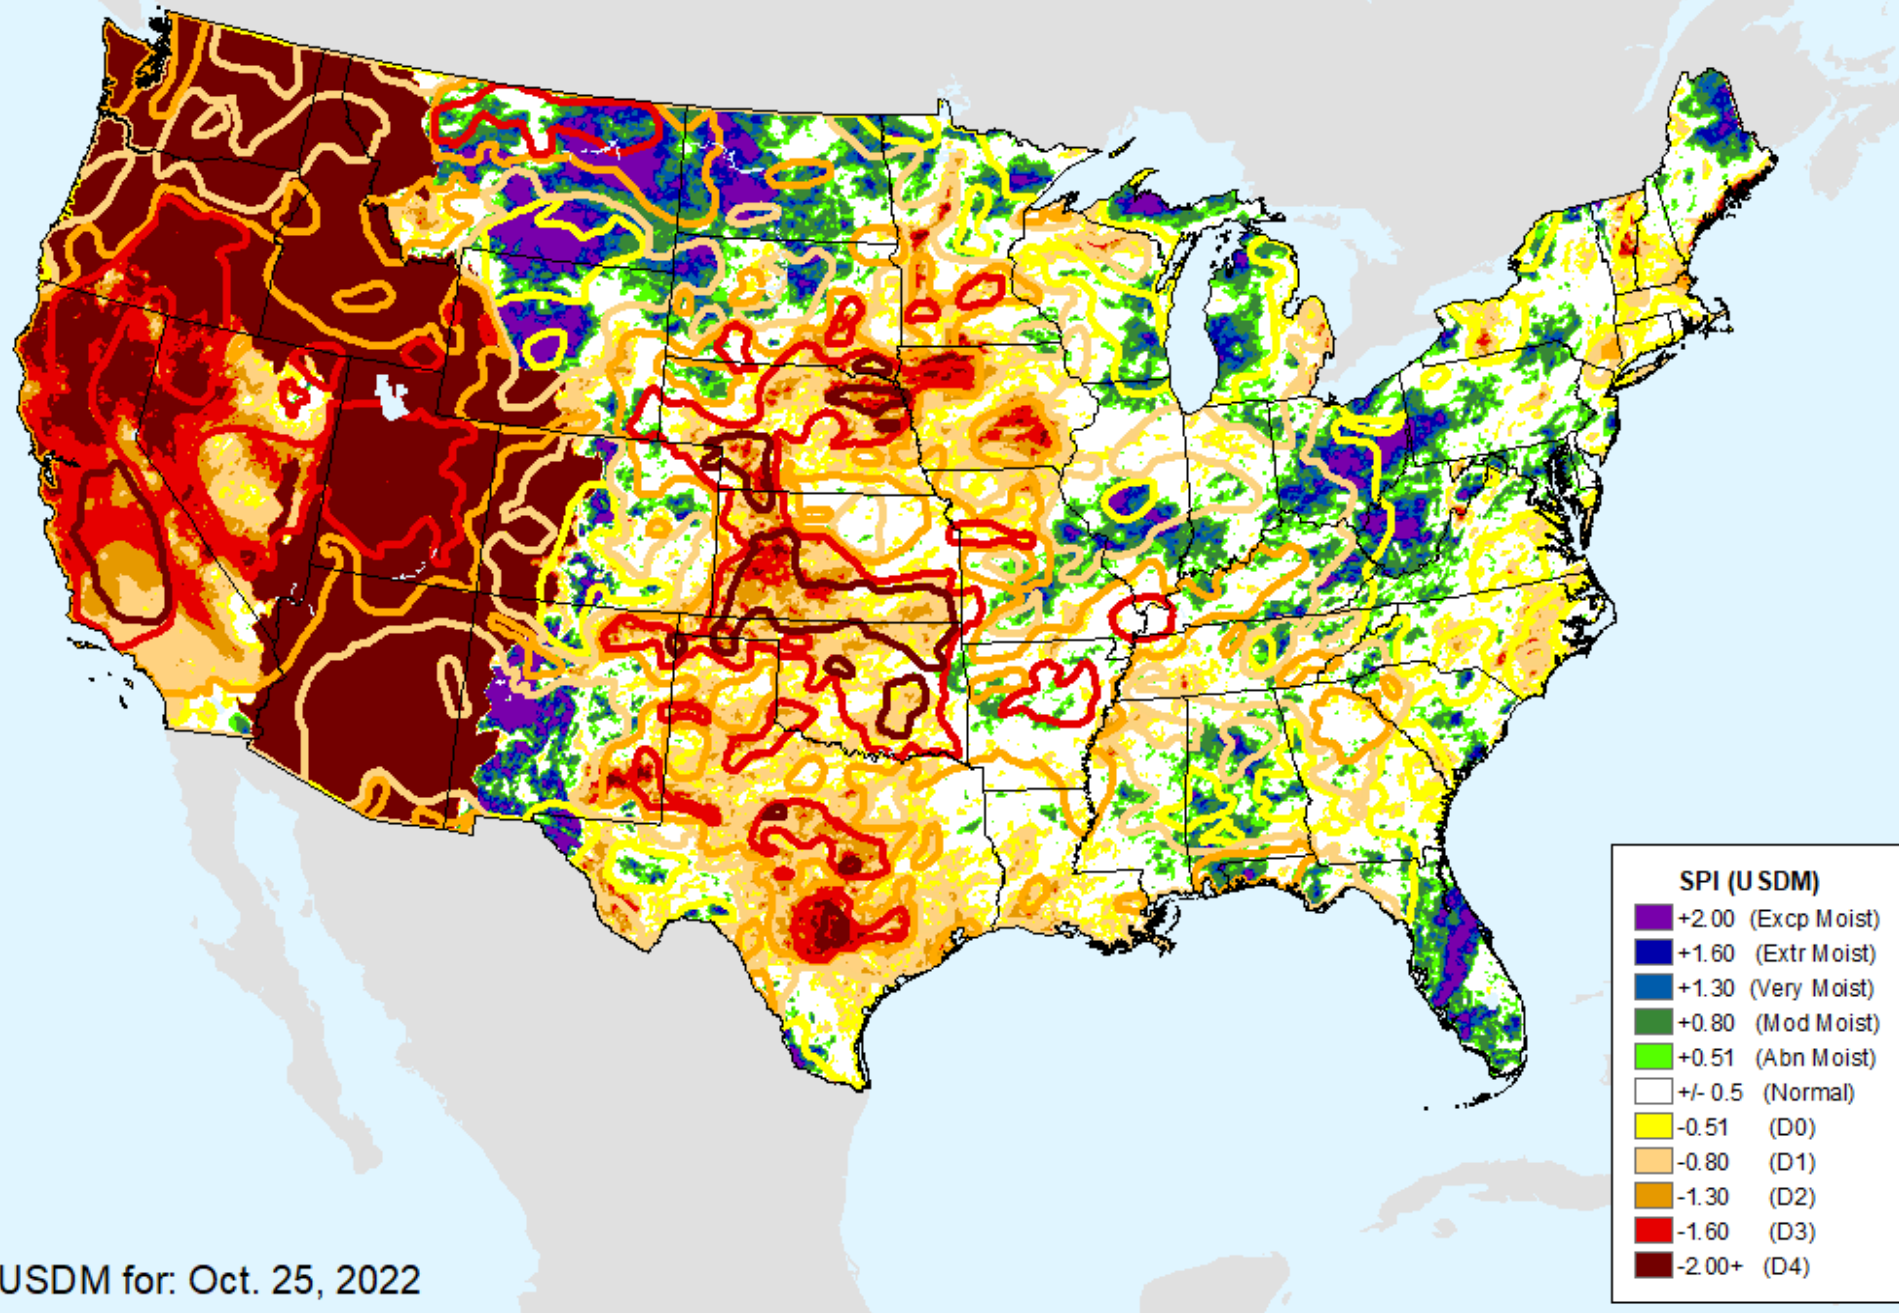 SPI (USDM)
+2.00 (Excp Moist)
+1.60 (Extr Moist)
+1.30 (Very Moist)
+0.80 (Mod Moist)
+0.51 (Abn Moist)
+/- 0.5 (Normal)
-0.51 (D0)
-0.80 (D1)
-1.30 (D2)
-1.60 (D3)
-2.00+ (D4)
USDM for: Oct. 25, 2022